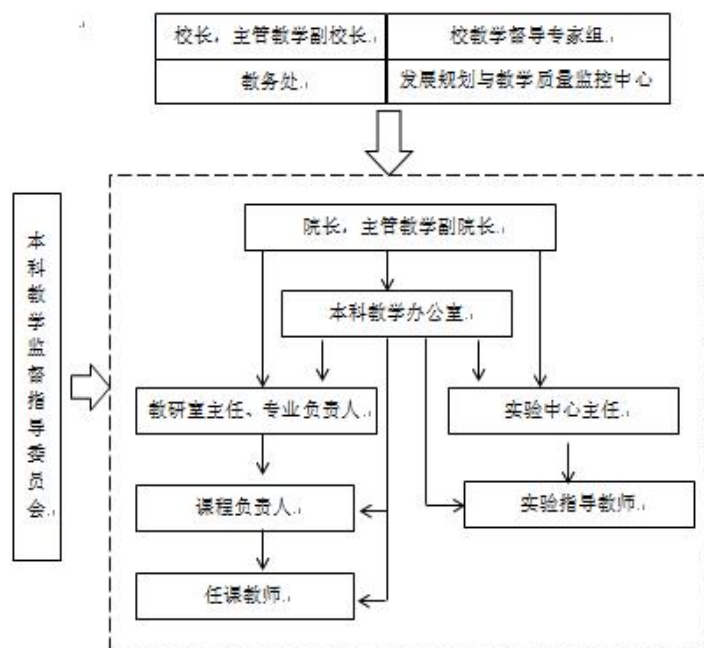 校长，主管教学副校长
校教学督导专家组
教务处
发展规划与教学质量监控中心
院长，主管教学副院长
本科教学监督指导委员会
本科教学办公室
教研室主任、专业负责人
实验中心主任
课程负责人
实验指导教师
任课教师